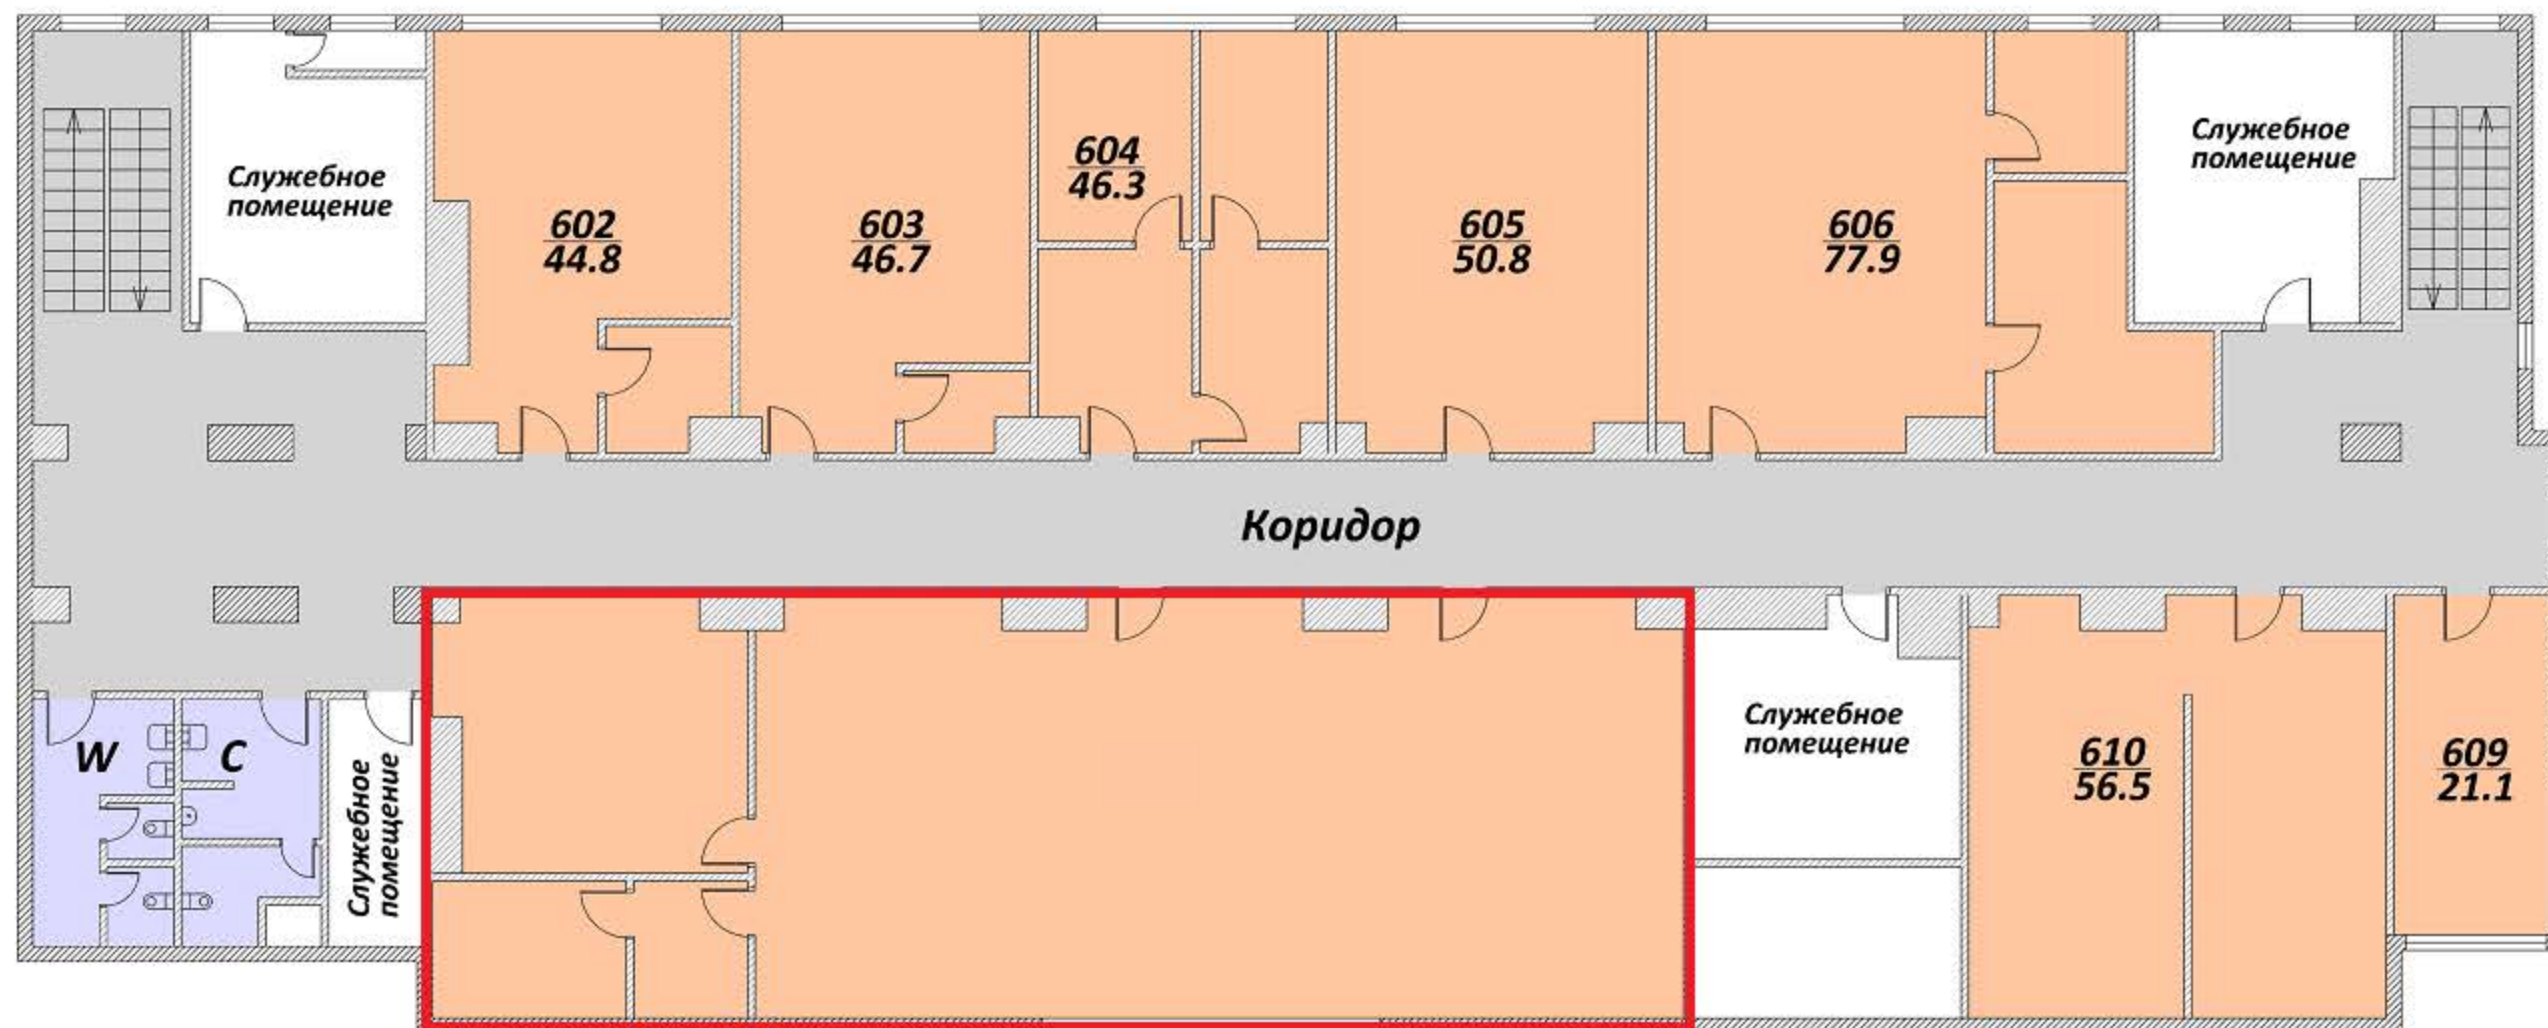 Служебное
помещение
602
44.8
603
46.7
604
46.3
605
50.8
606
77.9
Служебное
помещение
Коридор
W
C
Служебное
помещение
Служебное
помещение
610
56.5
609
21.1